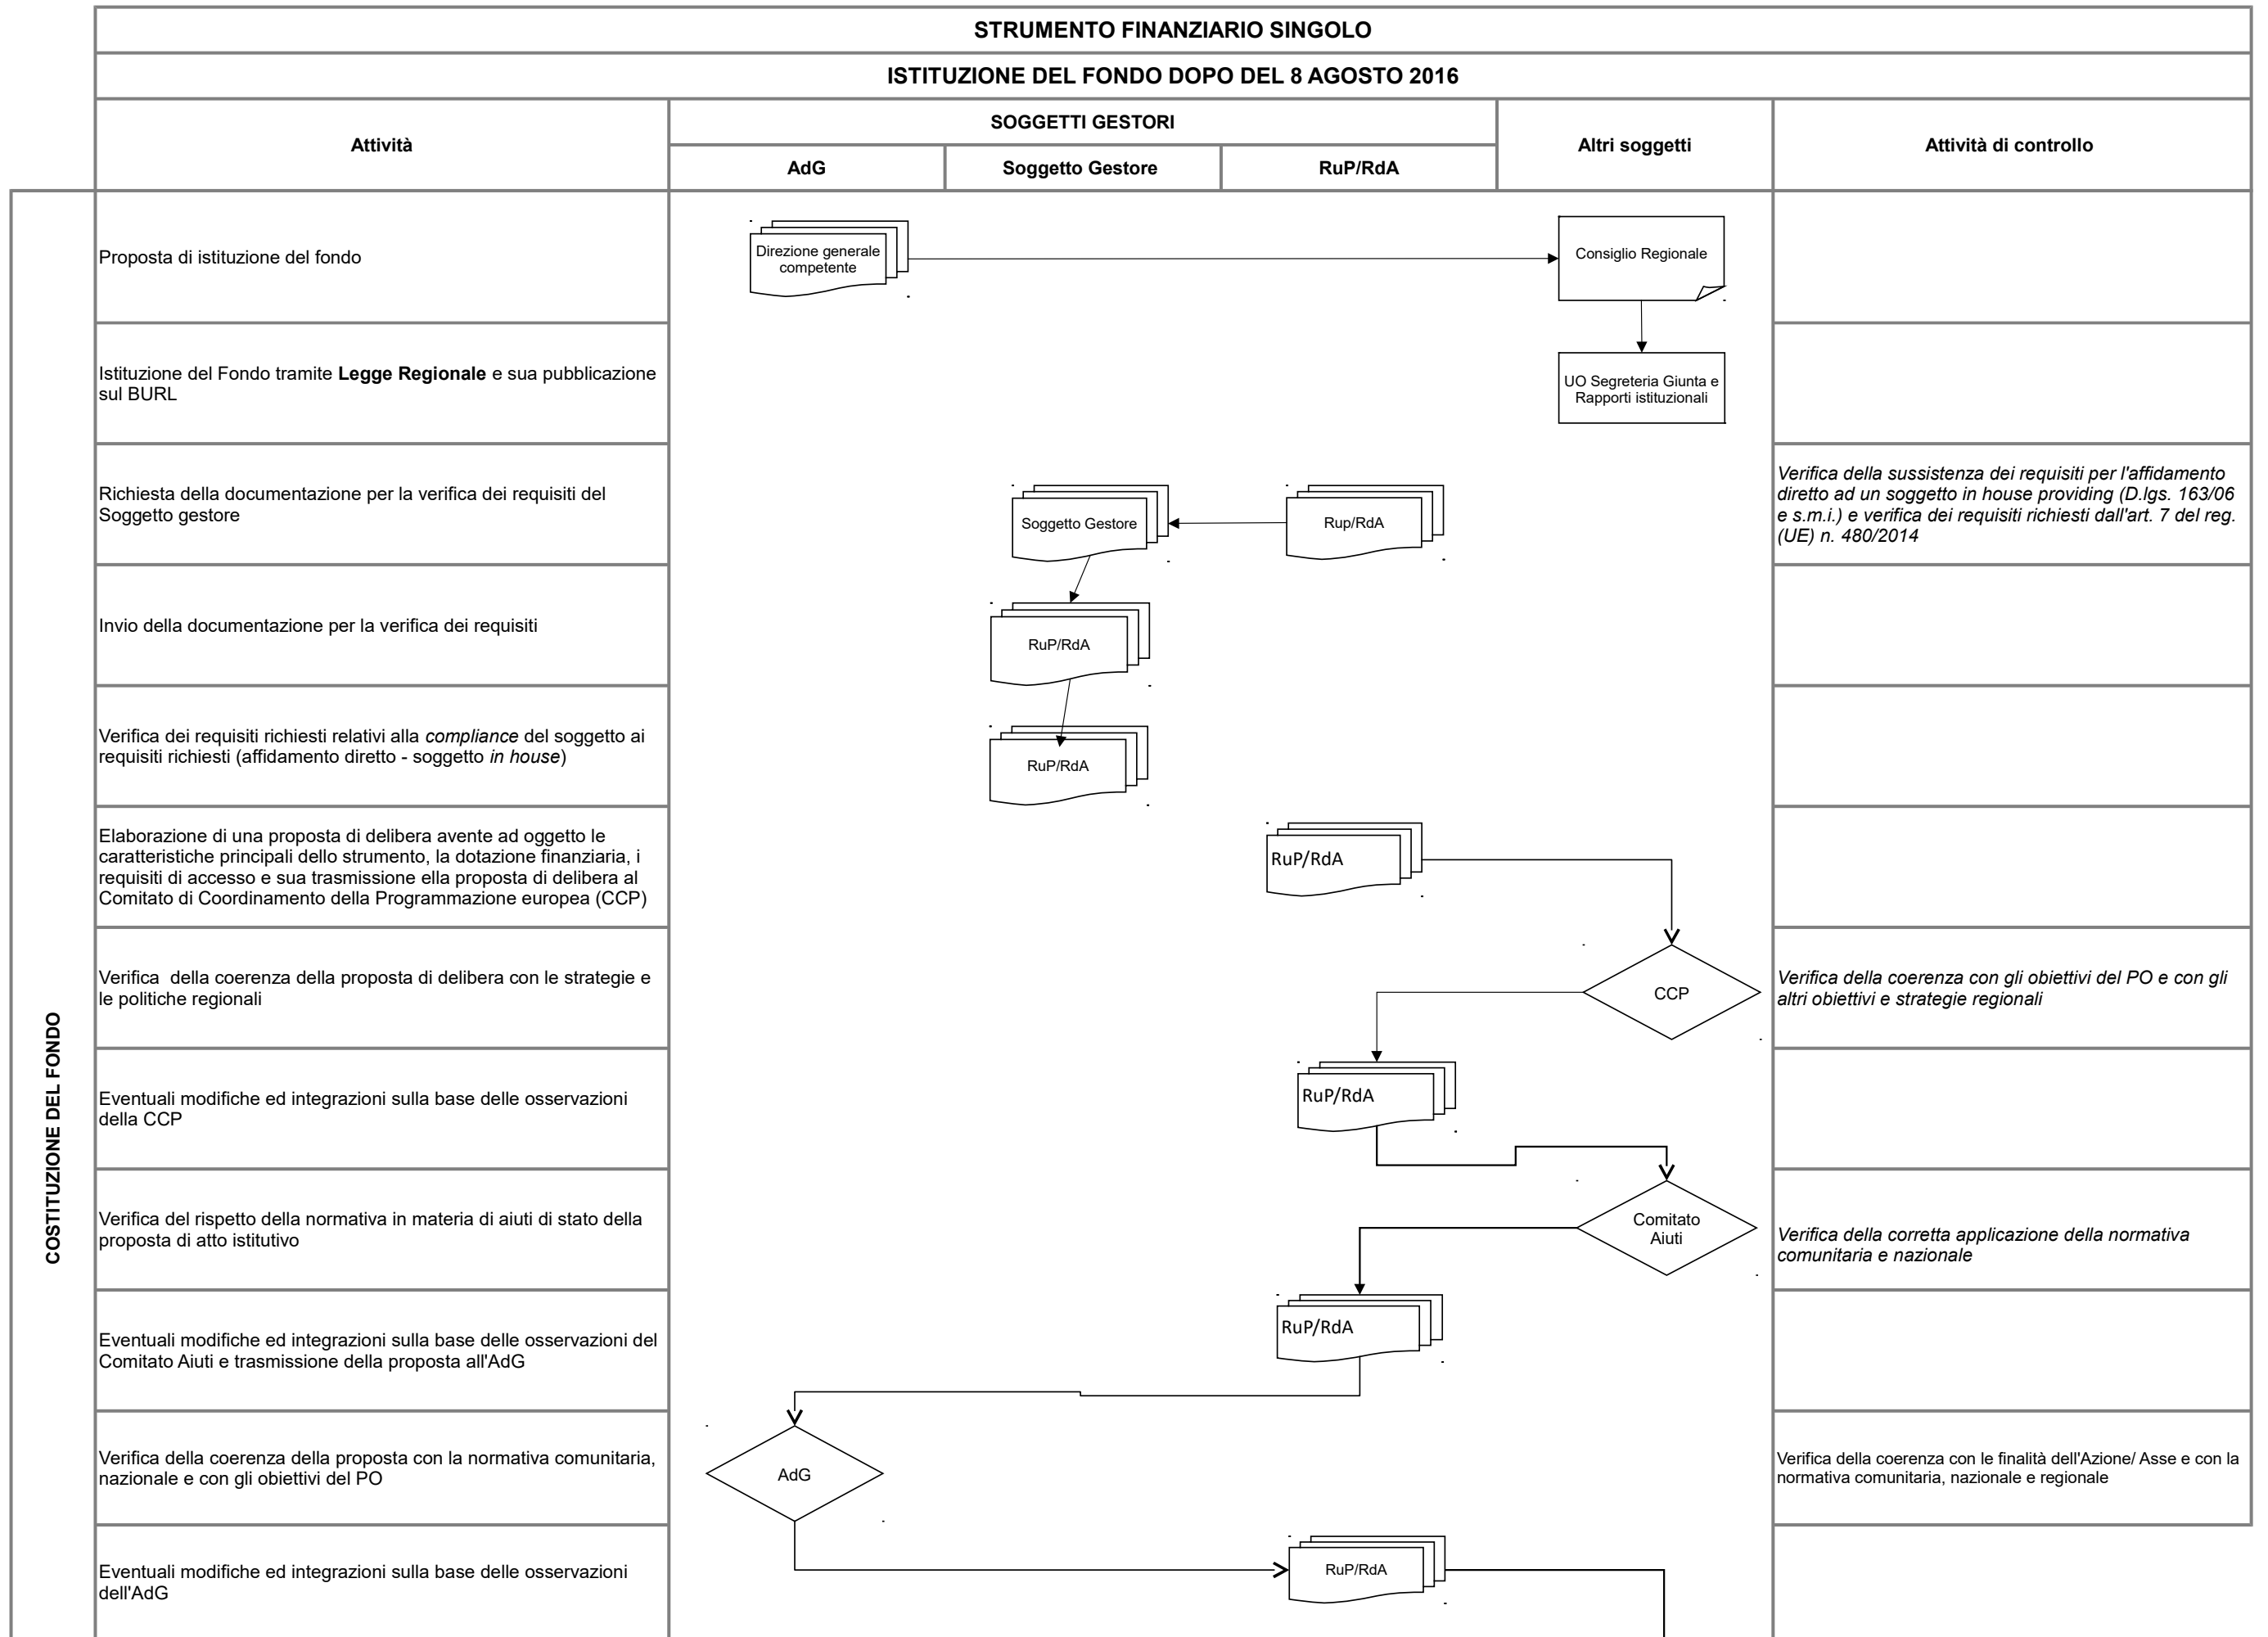 STRUMENTO FINANZIARIO SINGOLO
ISTITUZIONE DEL FONDO DOPO DEL 8 AGOSTO 2016
Attività
SOGGETTI GESTORI
AdG
Soggetto Gestore
RuP/RdA
Altri soggetti
Attività di controllo
COSTITUZIONE DEL FONDO
Proposta di istituzione del fondo
Direzione generale
competente
Consiglio Regionale
Istituzione del Fondo tramite Legge Regionale e sua pubblicazione
sul BURL
UO Segreteria Giunta e
Rapporti istituzionali
Richiesta della documentazione per la verifica dei requisiti del
Soggetto gestore
Soggetto Gestore
Rup/RdA
Verifica della sussistenza dei requisiti per l'affidamento
diretto ad un soggetto in house providing (D.lgs. 163/06
e s.m.i.) e verifica dei requisiti richiesti dall'art. 7 del reg.
(UE) n. 480/2014
Invio della documentazione per la verifica dei requisiti
RuP/RdA
Verifica dei requisiti richiesti relativi alla compliance del soggetto ai
requisiti richiesti (affidamento diretto - soggetto in house)
RuP/RdA
Elaborazione di una proposta di delibera avente ad oggetto le
caratteristiche principali dello strumento, la dotazione finanziaria, i
requisiti di accesso e sua trasmissione ella proposta di delibera al
Comitato di Coordinamento della Programmazione europea (CCP)
RuP/RdA
Verifica  della coerenza della proposta di delibera con le strategie e
le politiche regionali
CCP
Verifica della coerenza con gli obiettivi del PO e con gli
altri obiettivi e strategie regionali
Eventuali modifiche ed integrazioni sulla base delle osservazioni
della CCP
RuP/RdA
Verifica del rispetto della normativa in materia di aiuti di stato della
proposta di atto istitutivo
Comitato
Aiuti
Verifica della corretta applicazione della normativa
comunitaria e nazionale
Eventuali modifiche ed integrazioni sulla base delle osservazioni del
Comitato Aiuti e trasmissione della proposta all'AdG
RuP/RdA
Verifica della coerenza della proposta con la normativa comunitaria,
nazionale e con gli obiettivi del PO
AdG
Verifica della coerenza con le finalità dell'Azione/ Asse e con la
normativa comunitaria, nazionale e regionale
Eventuali modifiche ed integrazioni sulla base delle osservazioni
dell'AdG
RuP/RdA